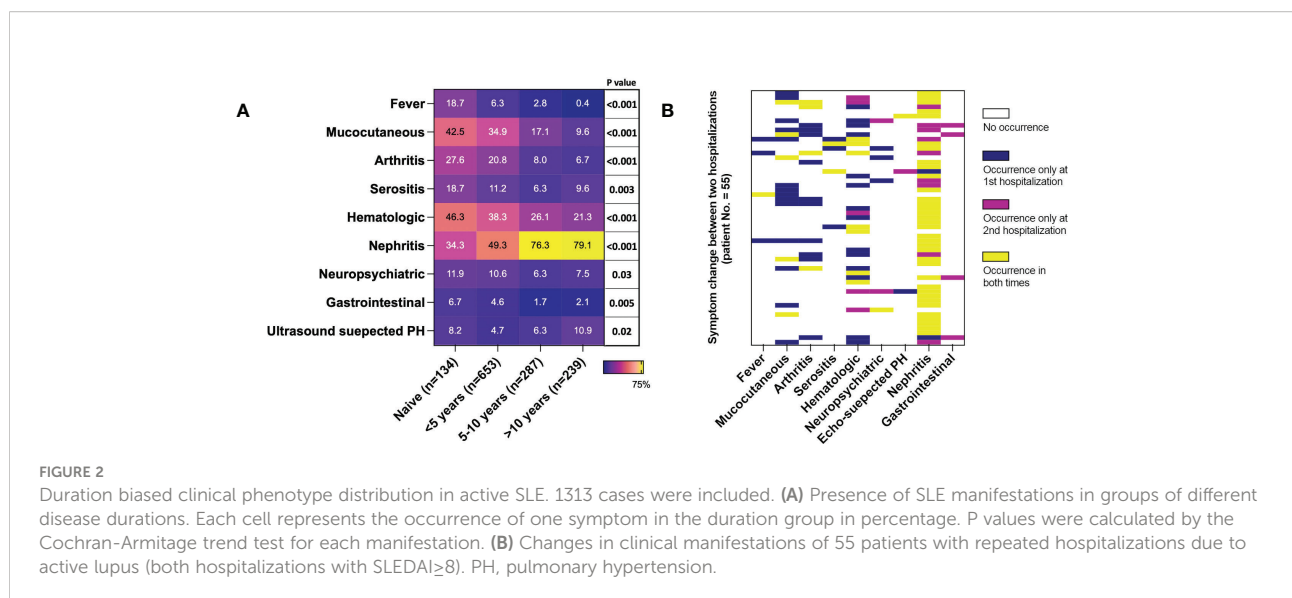 A
P value
Fever 18.7 6.3 2.8 0.4 <0.001
Mucocutaneous 42.5 34.9 17.1 9.6 <0.001
Arthritis 27.6 20.8 8.0 6.7 <0.001
Serositis 18.7 11.2 6.3 9.6 0.003
Hematologic 46.3 38.3 26.1 21.3 <0.001
Nephritis 34.3 49.3 76.3 79.1 <0.001
Neuropsychiatric 11.9 10.6 6.3 7.5 0.03
Gastrointestinal 6.7 4.6 1.7 2.1 0.005
Ultrasound suepected PH 8.2 4.7 6.3 10.9 0.02
Naive (n=134)
<5 years (n=653)
5-10 years (n=287)
>10 years (n=239)
75%
B
Symptom change between two hospitalizations
(patient No. = 55)
Fever
Mucocutaneous
Arthritis
Serositis
Hematologic
Neuropsychiatric
Echo-suepected PH
Nephritis
Gastrointestinal
No occurrence
Occurrence only at
1st hospitalization
Occurrence only at
2nd hospitalization
Occurrence in
both times
FIGURE 2
Duration biased clinical phenotype distribution in active SLE. 1313 cases were included. (A) Presence of SLE manifestations in groups of different
disease durations. Each cell represents the occurrence of one symptom in the duration group in percentage. P values were calculated by the
Cochran-Armitage trend test for each manifestation. (B) Changes in clinical manifestations of 55 patients with repeated hospitalizations due to
active lupus (both hospitalizations with SLEDAI≥8). PH, pulmonary hypertension.